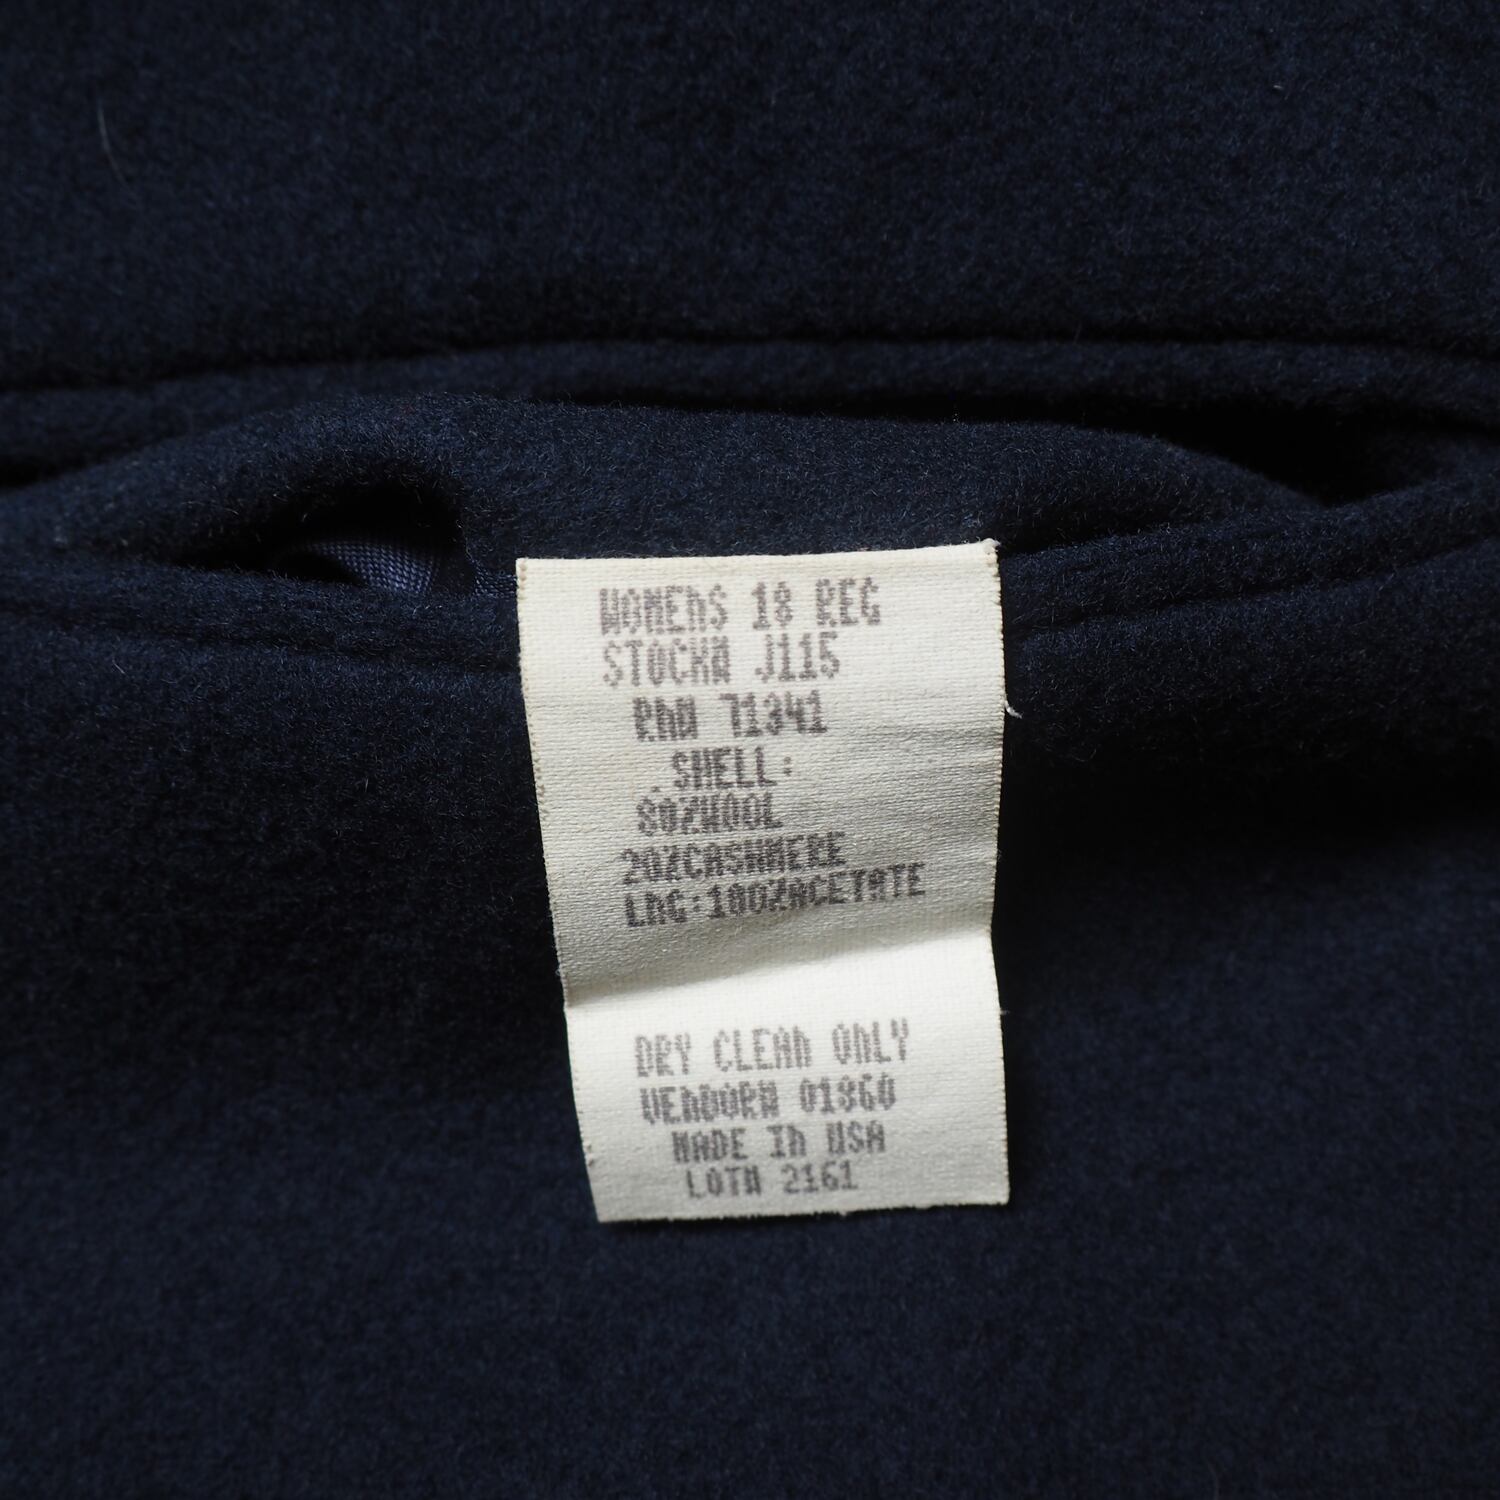 WOMENS 18 REG
STOCK# J115
RN# 71341
SHELL:
80%WOOL
20%CASHMERE
LNG:100%ACETATE
DRY CLEAN ONLY
VENDOR# 01860
MADE IN USA
LOT# 2161